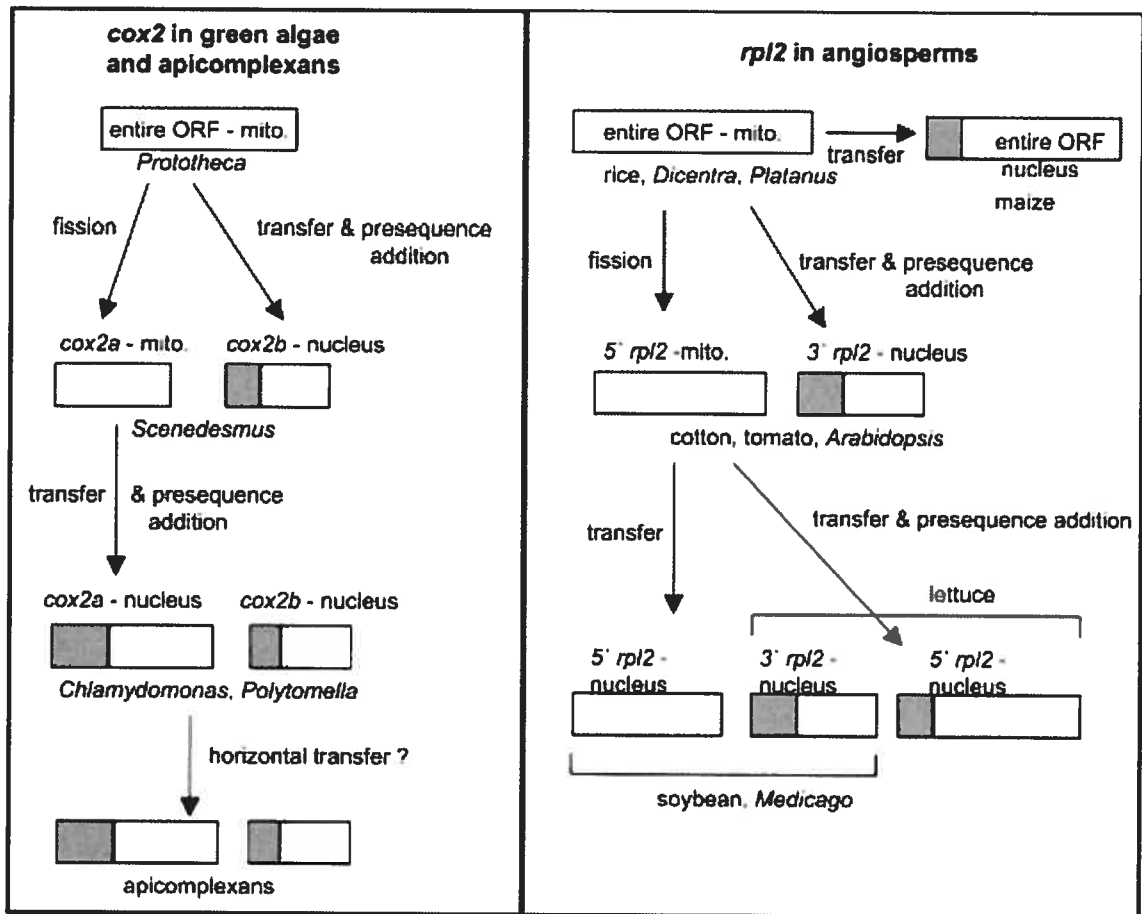 cox2 in green algae
and apicomplexans
entire ORF - mito.
Prototheca
fission
transfer & presequence
addition
cox2a - mito.
cox2b - nucleus
Scenedesmus
transfer
& presequence
addition
cox2a - nucleus
cox2b - nucleus
Chlamydomonas, Polytomella
horizontal transfer ?
apicomplexans
rpl2 in angiosperms
entire ORF - mito.
rice, Dicentra, Platanus
transfer
entire ORF
nucleus
maize
fission
transfer & presequence
addition
5' rpl2 -mito.
3' rpl2 - nucleus
cotton, tomato, Arabidopsis
transfer
transfer & presequence addition
lettuce
5' rpl2 -
nucleus
3' rpl2 -
nucleus
5' rpl2 -
nucleus
soybean, Medicago